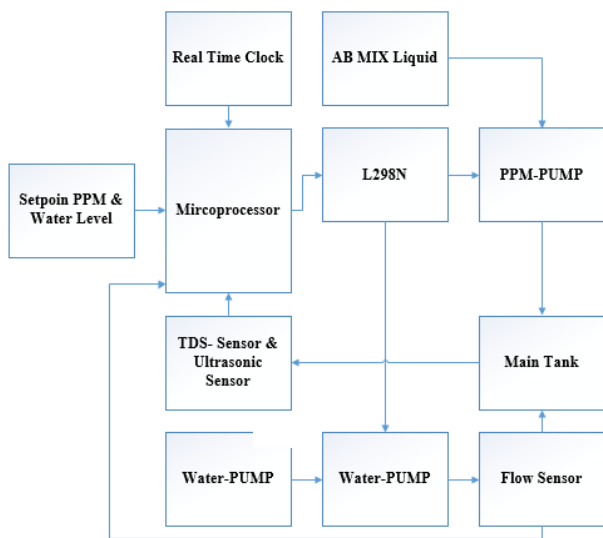 Real Time Clock
AB MIX Liquid
Setpoin PPM &
Water Level
Mircoprocessor
L298N
PPM-PUMP
TDS- Sensor &
Ultrasonic
Sensor
Main Tank
Water-PUMP
Water-PUMP
Flow Sensor